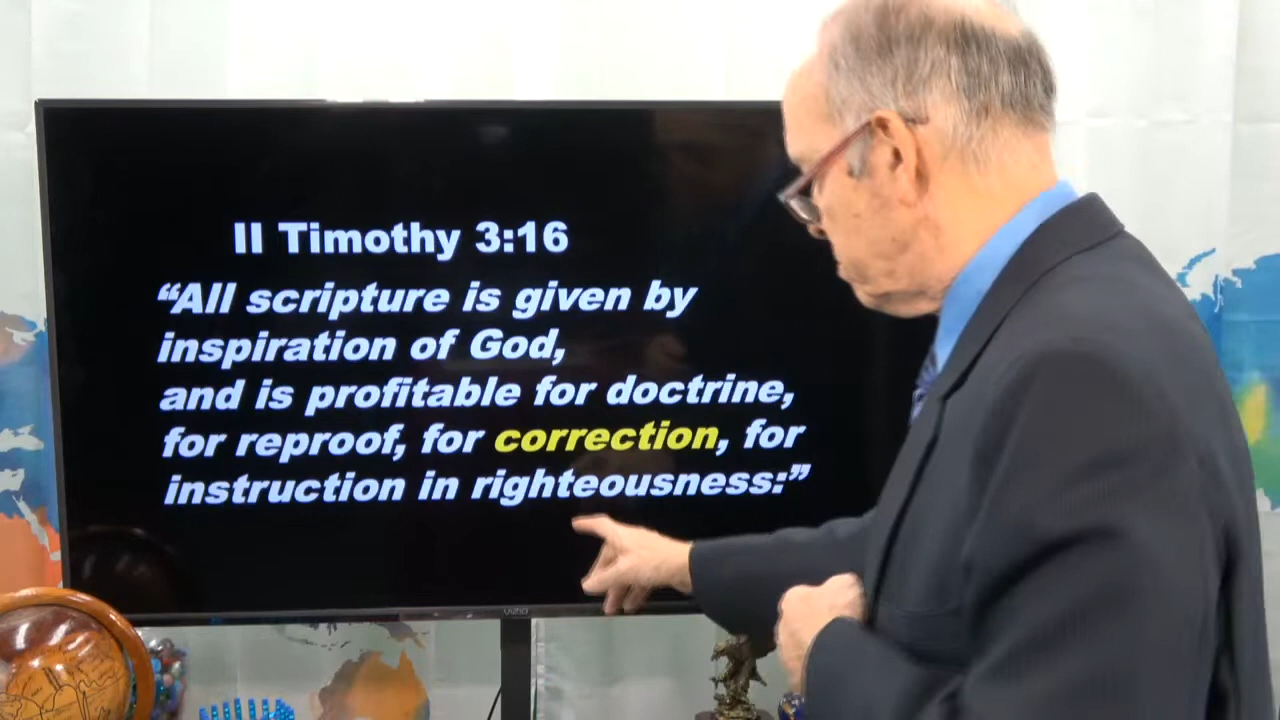 II Timothy 3:16
“All scripture is given by
inspiration of God,
and is profitable for doctrine,
for reproof, for correction, for
instruction in righteousness:”
VIZIO